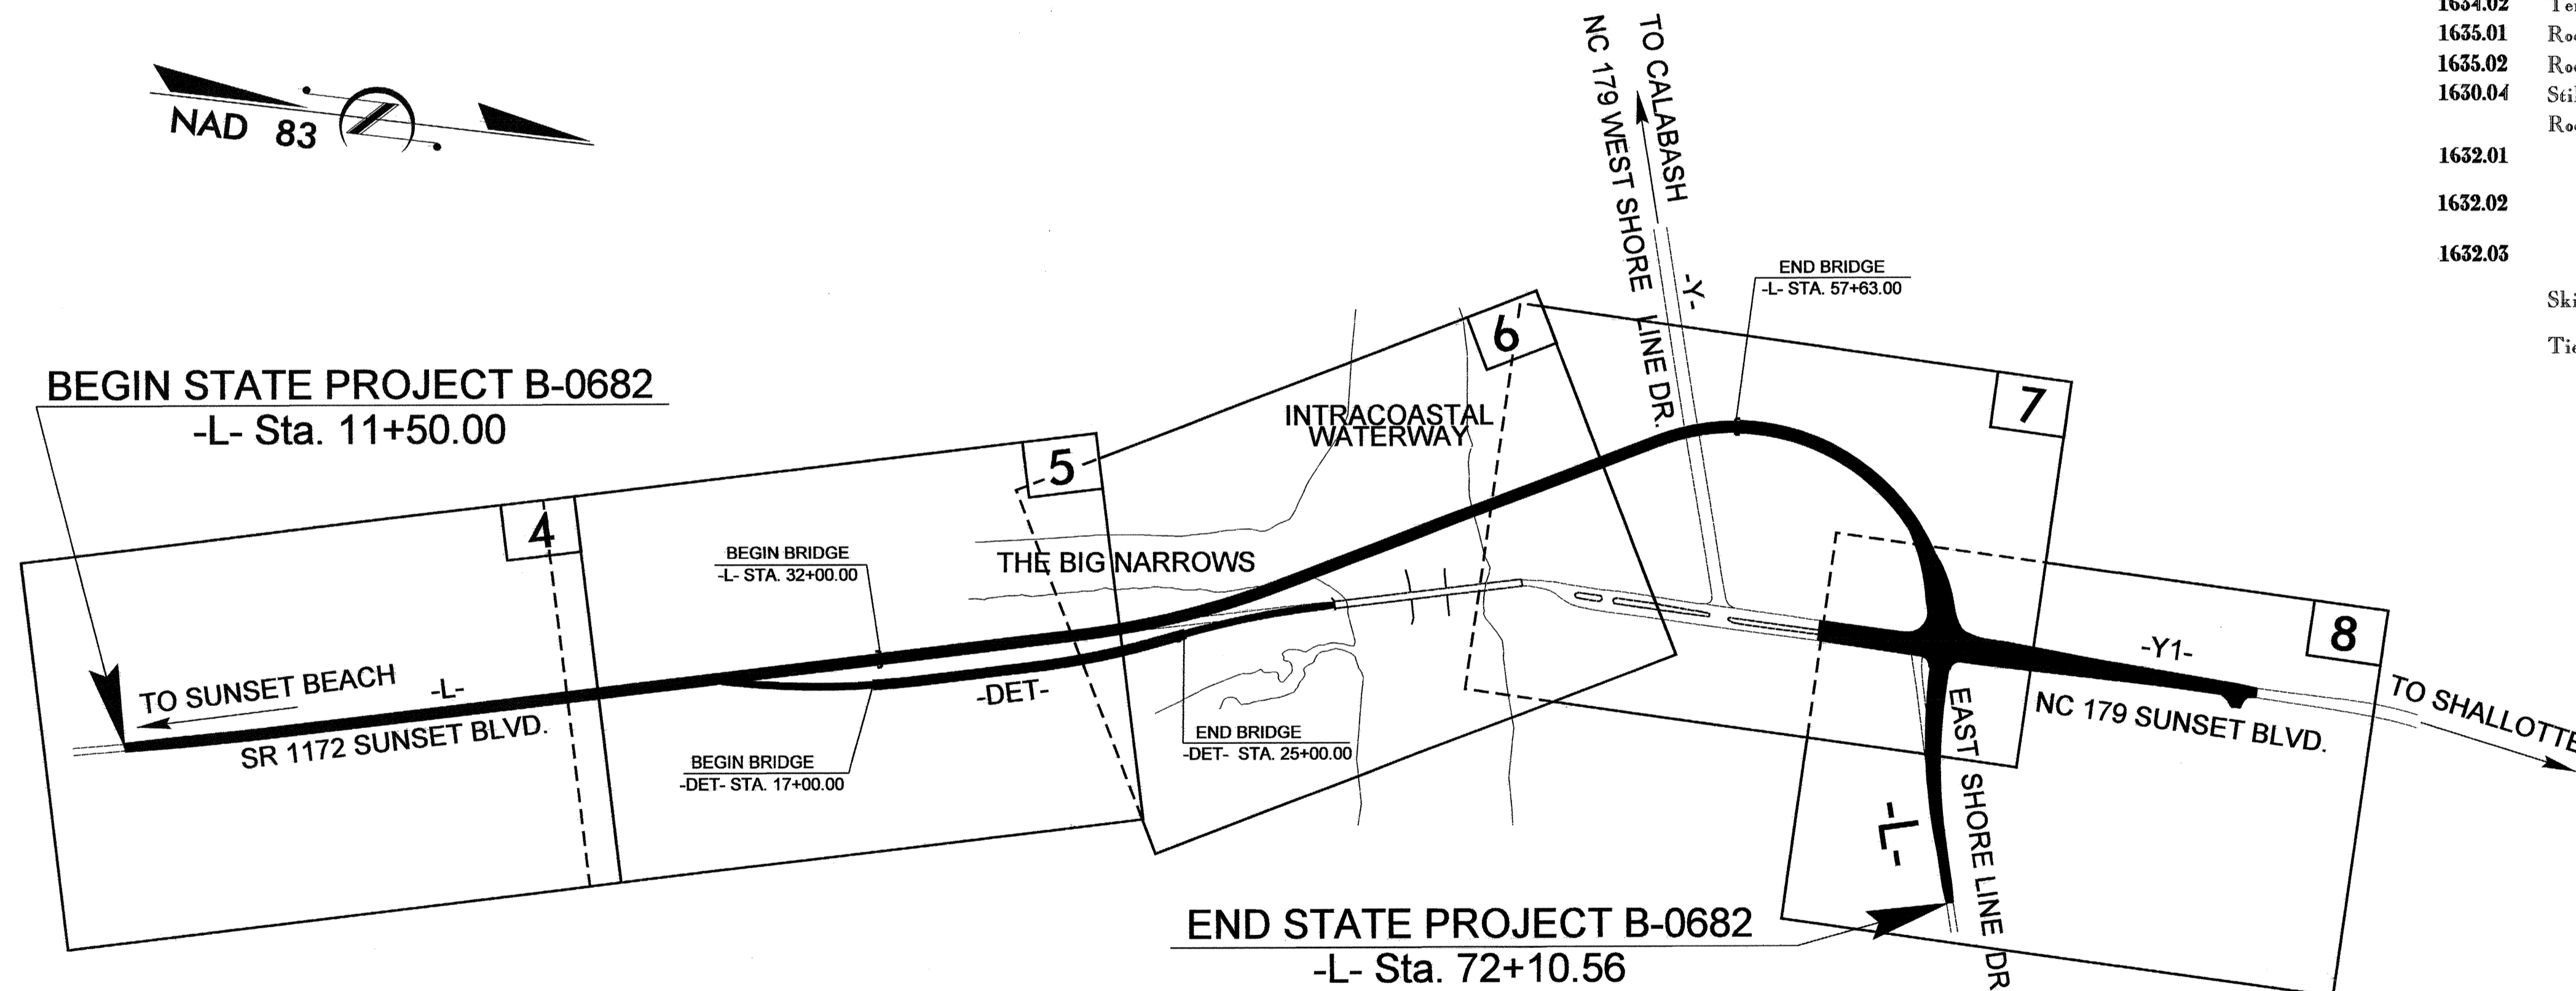 1634.02
1635.01
1635.02
1630.04
1632.01
1632.02
1632.03
NAD 83
TO CALABASH
NC 179 WEST SHORE LINE DR.
-Y-
END BRIDGE
-L- STA. 57+63.00
BEGIN STATE PROJECT B-0682
-L- Sta. 11+50.00
4
5
6
7
8
INTRACOASTAL
WATERWAY
THE BIG NARROWS
BEGIN BRIDGE
-L- STA. 32+00.00
TO SUNSET BEACH
-L-
SR 1172 SUNSET BLVD.
-DET-
BEGIN BRIDGE
-DET- STA. 17+00.00
END BRIDGE
-DET- STA. 25+00.00
-Y1-
NC 179 SUNSET BLVD.
TO SHALLOTTE
EAST SHORE LINE DR
-L-
END STATE PROJECT B-0682
-L- Sta. 72+10.56